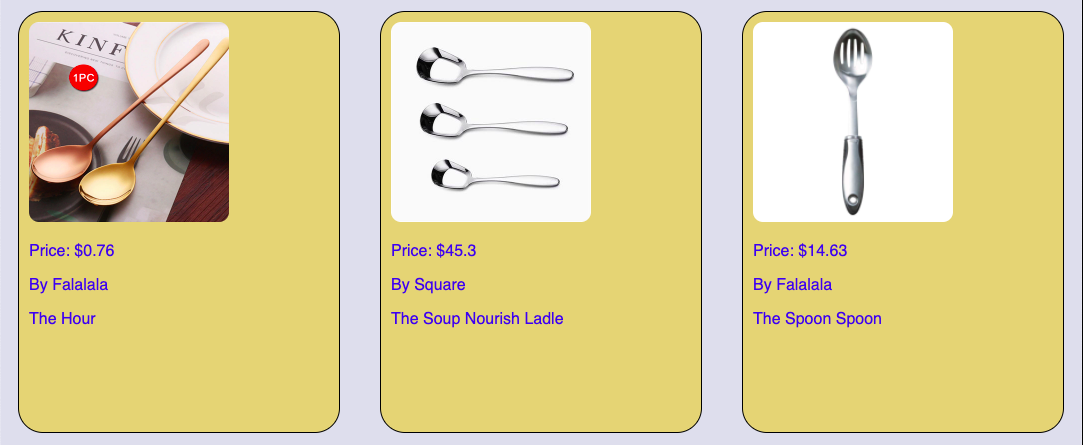 KINF
1PC
Price: $0.76
By Falalala
The Hour
Price: $45.3
By Square
The Soup Nourish Ladle
Price: $14.63
By Falalala
The Spoon Spoon